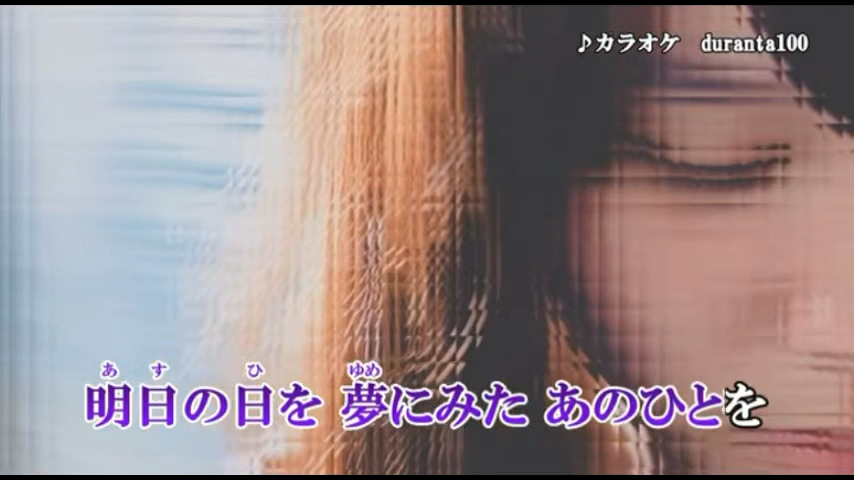 ♪カラオケ duranta100
あす ひ ゆめ
明日の日を 夢にみた あのひとを